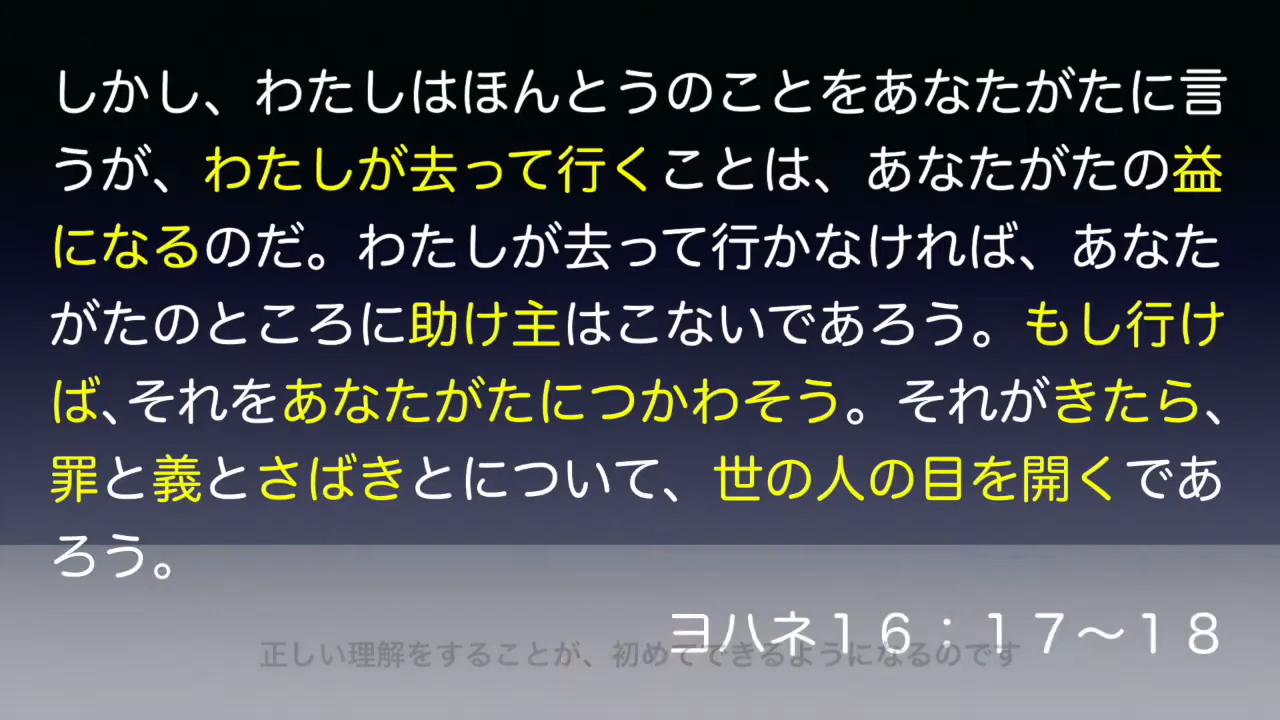 しかし、わたしはほんとうのことをあなたがたに言
うが、わたしが去って行くことは、あなたがたの益
になるのだ。わたしが去って行かなければ、あなた
がたのところに助け主はこないであろう。もし行け
ば、それをあなたがたにつかわそう。それがきたら、
罪と義とさばきとについて、世の人の目を開くであ
ろう。
ヨハネ１６：１７～１８
正しい理解をすることが、初めてできるようになるのです